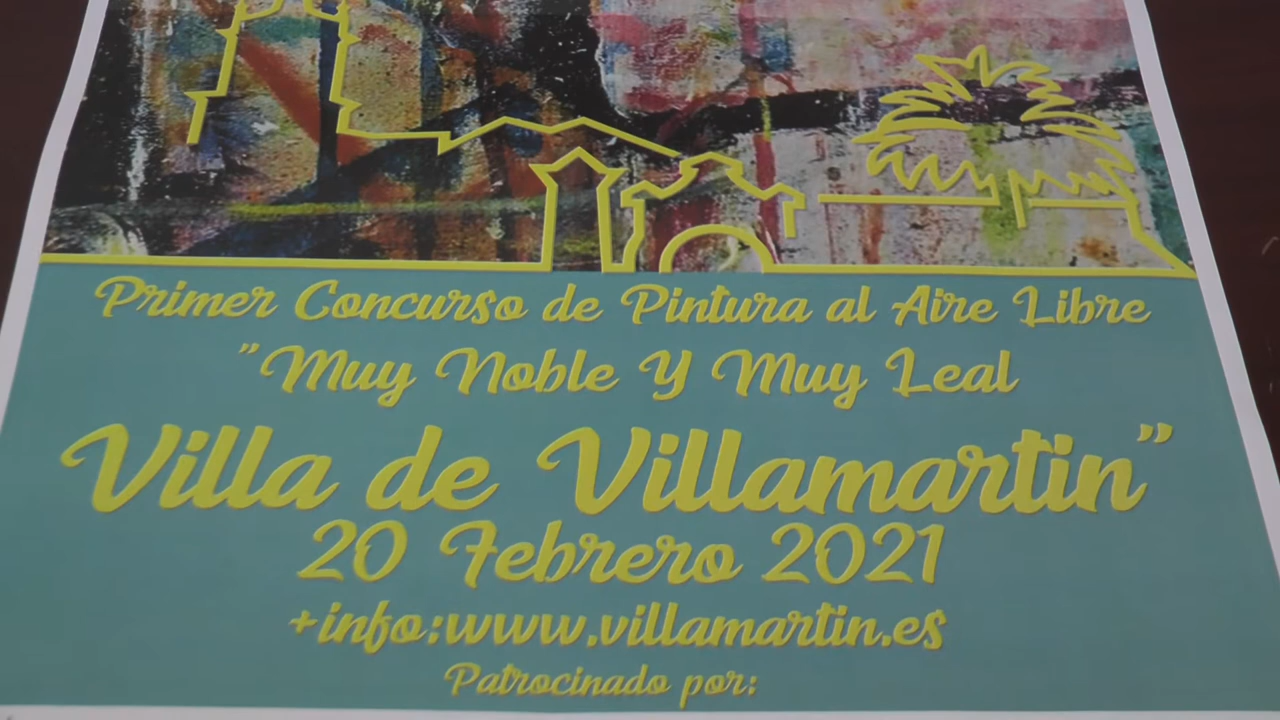 Primer Concurso de Pintura al Aire Libre
"Muy Noble Y Muy Leal
Villa de Villamartin"
20 Febrero 2021
+info:www.villamartin.es
Patrocinado por: